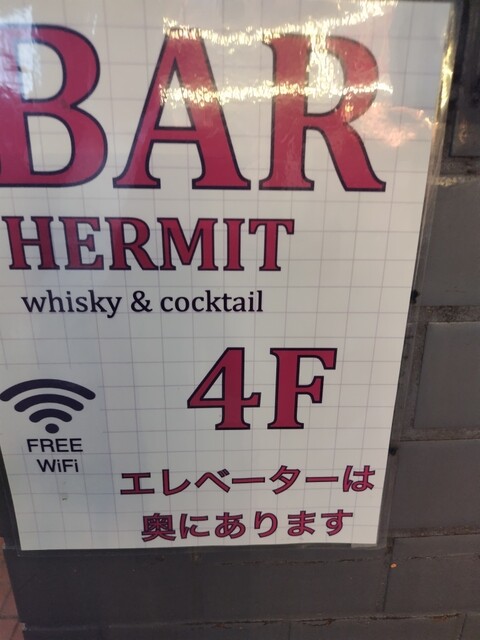 BAR
HERMIT
whisky & cocktail
4F
FREE
WiFi
エレベーターは
奥にあります